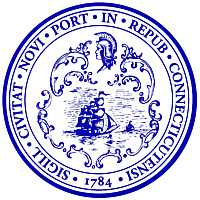 SIGILL · CIVITAT · NOVI · PORT · IN · REPUB · CONNECTICUTENSI
· 1784 ·